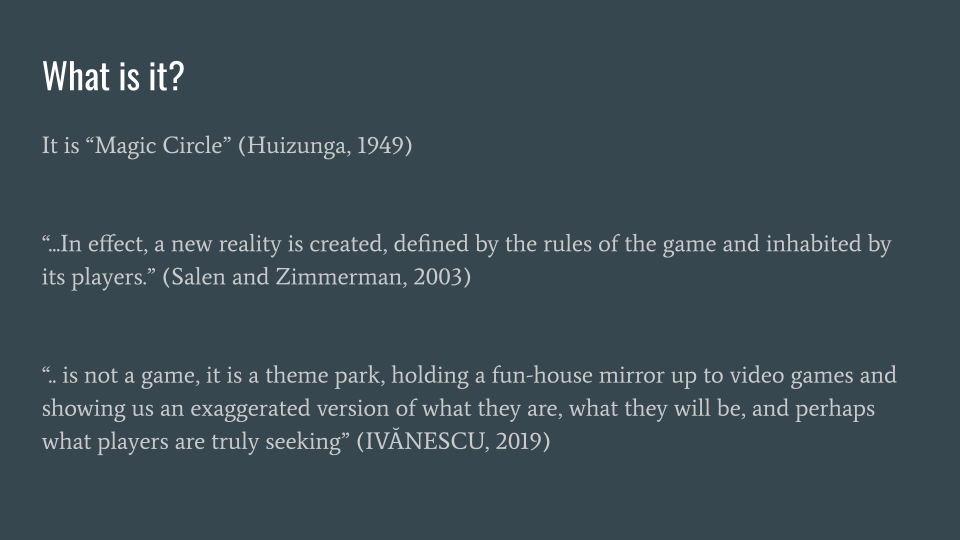 What is it?
It is “Magic Circle” (Huizunga, 1949)
“...In effect, a new reality is created, defined by the rules of the game and inhabited by
its players.” (Salen and Zimmerman, 2003)
“.. is not a game, it is a theme park, holding a fun-house mirror up to video games and
showing us an exaggerated version of what they are, what they will be, and perhaps
what players are truly seeking” (IVĂNESCU, 2019)